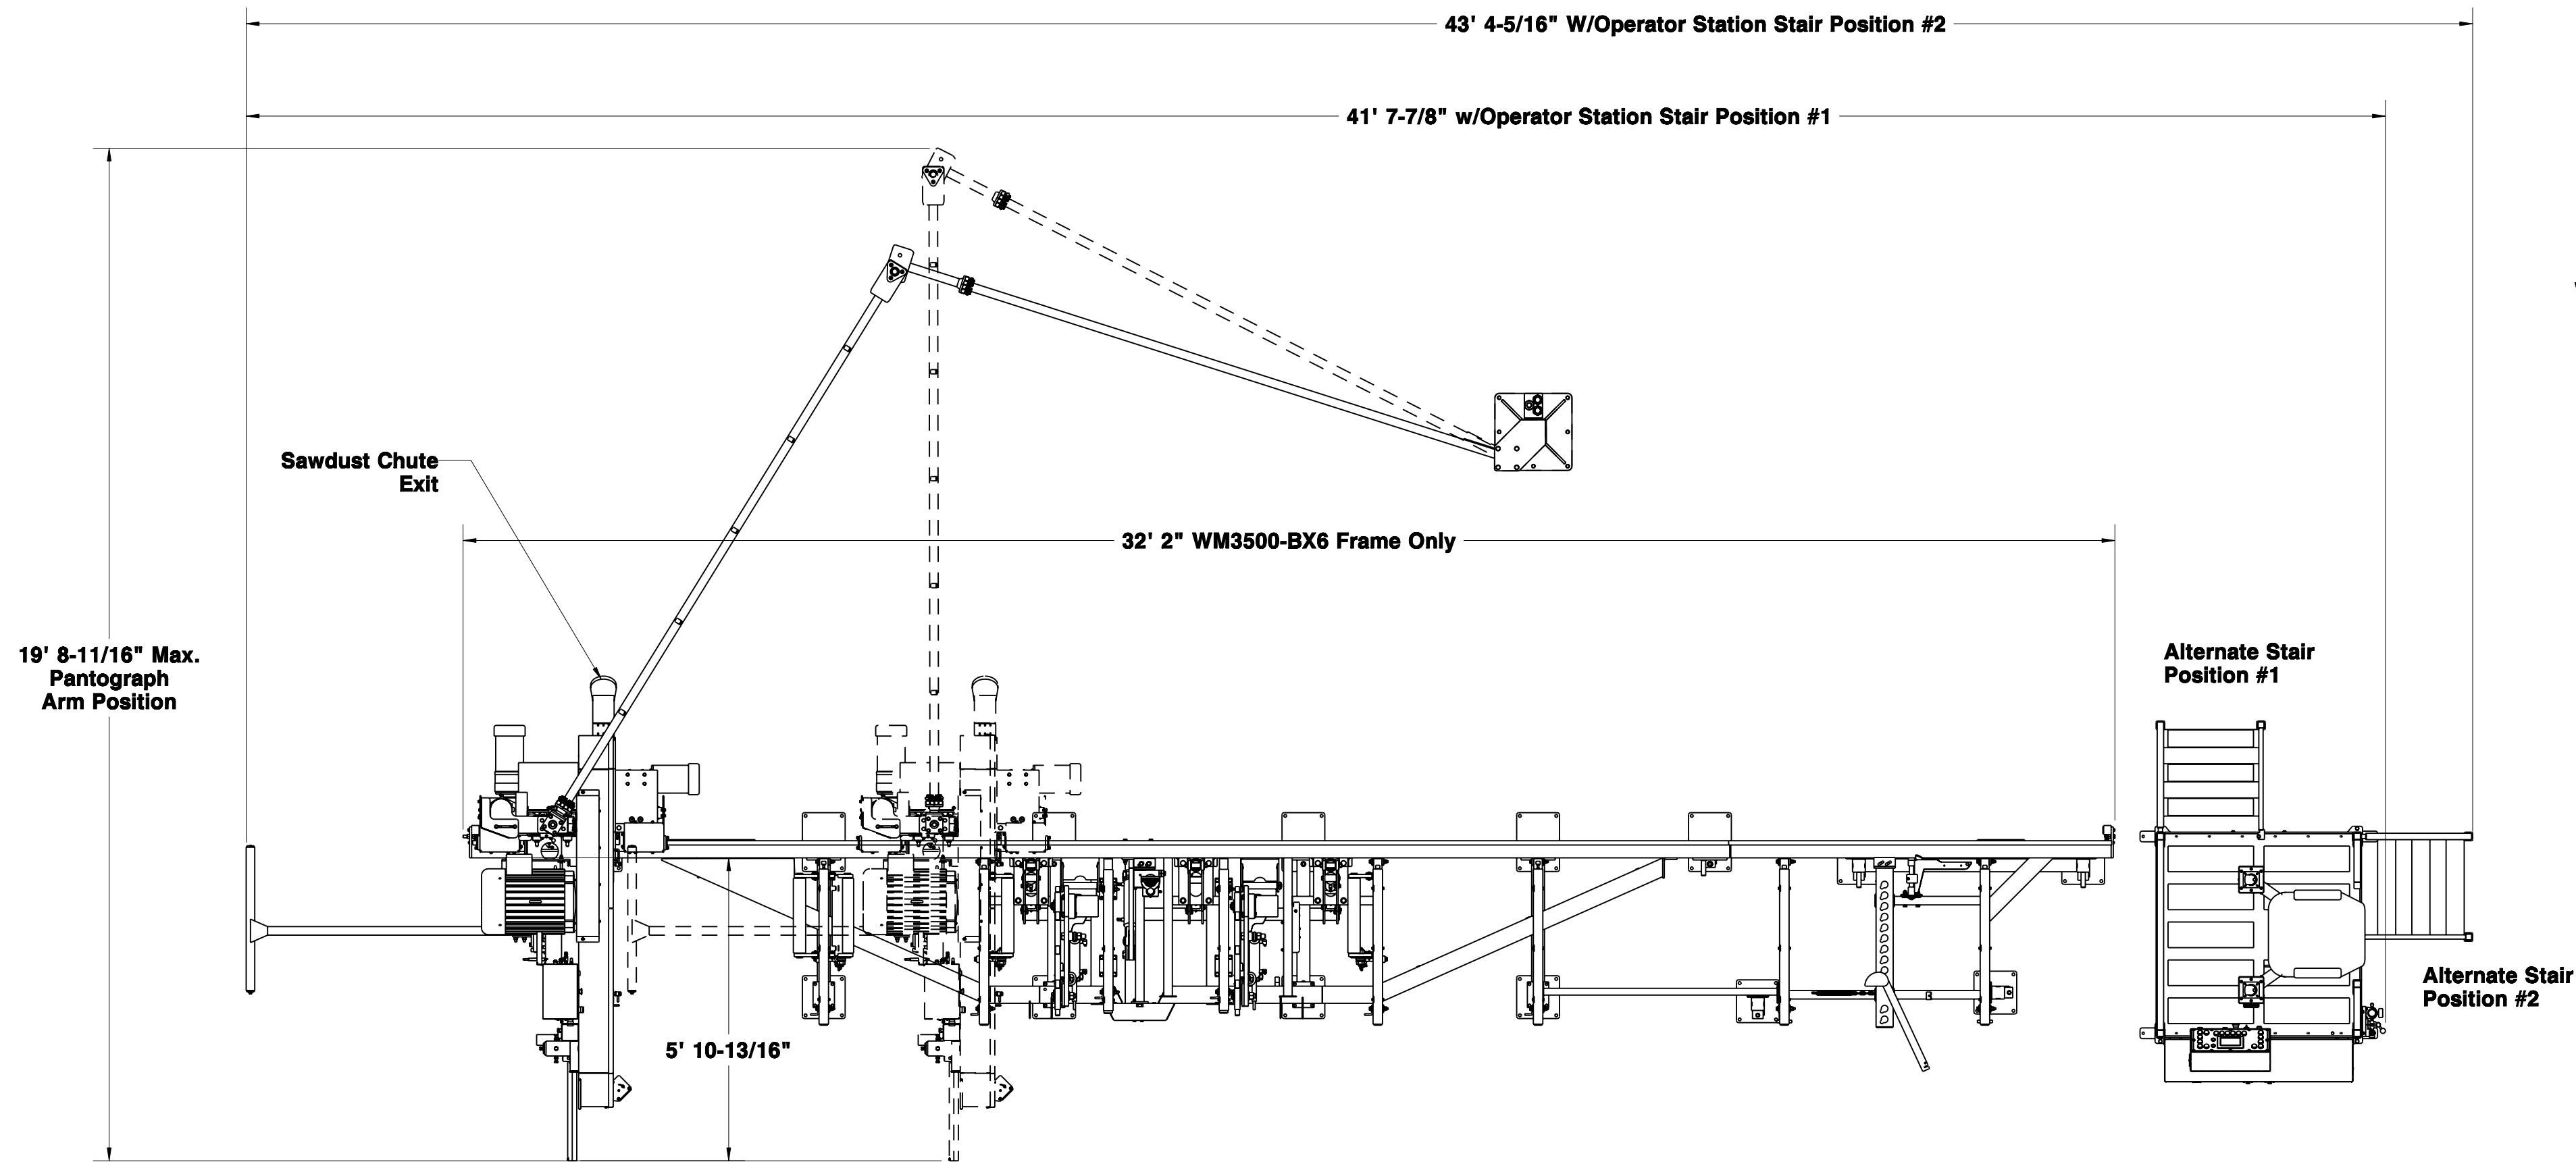 43' 4-5/16" W/Operator Station Stair Position #2
41' 7-7/8" w/Operator Station Stair Position #1
Sawdust Chute
Exit
32' 2" WM3500-BX6 Frame Only
19' 8-11/16" Max.
Pantograph
Arm Position
Alternate Stair
Position #1
Alternate Stair
Position #2
5' 10-13/16"